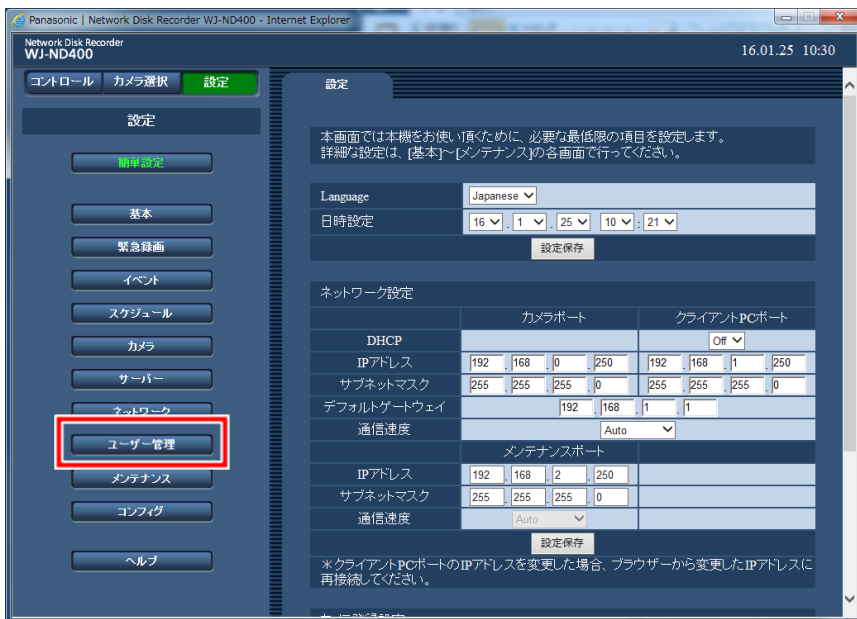 Panasonic | Network Disk Recorder WJ-ND400 - Internet Explorer
Network Disk Recorder
WJ-ND400
16.01.25 10:30
コントロール カメラ選択 設定
設定
設定
簡単設定
基本
緊急録画
イベント
スケジュール
カメラ
サーバー
ネットワーク
ユーザー管理
メンテナンス
コンフィグ
ヘルプ
本画面では本機をお使い頂くために、必要な最低限の項目を設定します。
詳細な設定は、[基本]～[メンテナンス]の各画面で行ってください。
Language Japanese
日時設定 16 . 1 . 25 10 : 21
設定保存
ネットワーク設定
カメラポート クライアントPCポート
DHCP Off
IPアドレス 192 . 168 . 0 . 250 192 . 168 . 1 . 250
サブネットマスク 255 . 255 . 255 . 0 255 . 255 . 255 . 0
デフォルトゲートウェイ 192 . 168 . 1 . 1
通信速度 Auto
メンテナンスポート
IPアドレス 192 . 168 . 2 . 250
サブネットマスク 255 . 255 . 255 . 0
通信速度 Auto
設定保存
※クライアントPCポートのIPアドレスを変更した場合、ブラウザーから変更したIPアドレスに
再接続してください。